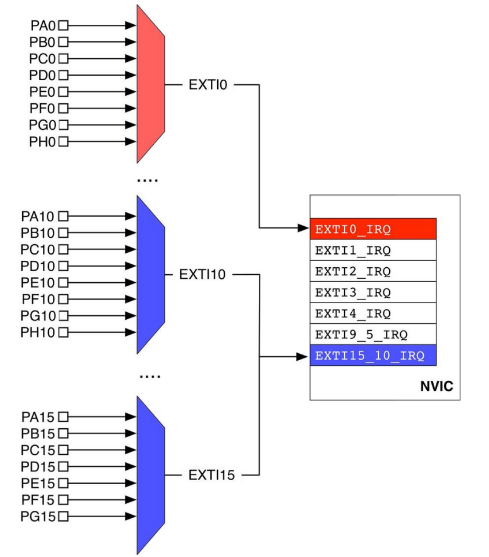 PA0
PB0
PC0
PD0
PE0
PF0
PG0
PH0
EXTI0
....
PA10
PB10
PC10
PD10
PE10
PF10
PG10
PH10
EXTI10
....
PA15
PB15
PC15
PD15
PE15
PF15
PG15
EXTI15
EXTI0_IRQ
EXTI1_IRQ
EXTI2_IRQ
EXTI3_IRQ
EXTI4_IRQ
EXTI9_5_IRQ
EXTI15_10_IRQ
NVIC